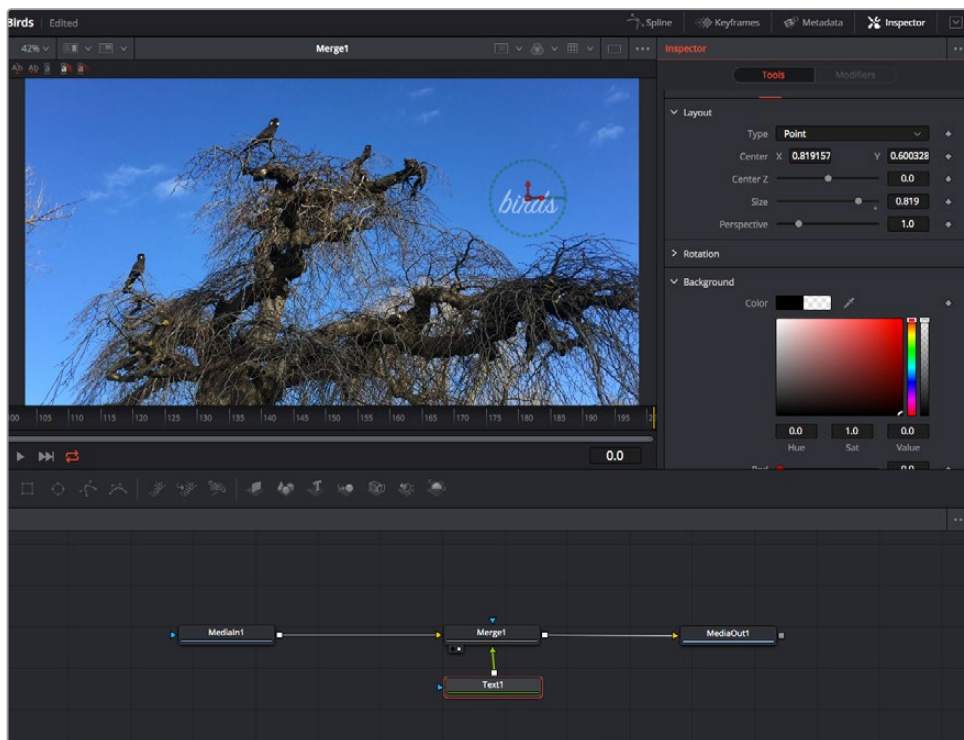 Birds Edited Spline Keyframes Metadata Inspector
42% Merge1 Inspector
Tools Modifiers
Layout
Type Point
Center X 0.819157 Y 0.600328
Center Z 0.0
Size 0.819
Perspective 1.0
Rotation
Background
Color
0.0 1.0 0.0
Hue Sat Value
birds
105 110 115 120 125 130 135 140 145 150 155 160 165 170 175 180 185 190 195
0.0
MediaIn1 Merge1 MediaOut1
Text1